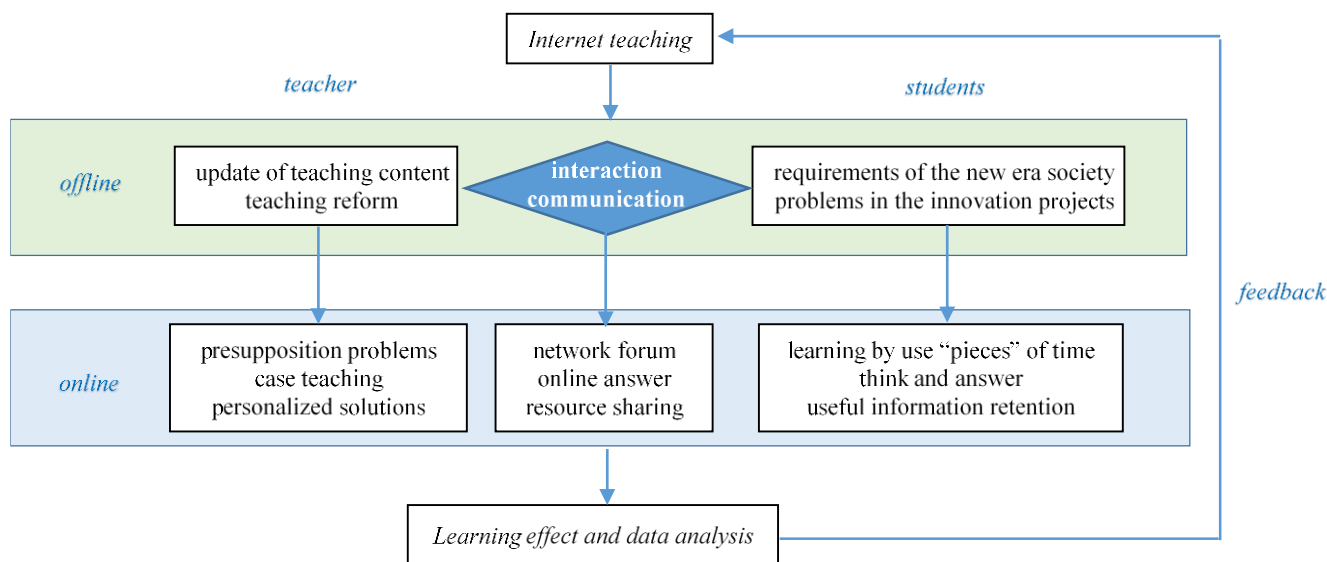 Internet teaching
teacher
students
offline
update of teaching content
teaching reform
interaction
communication
requirements of the new era society
problems in the innovation projects
feedback
online
presupposition problems
case teaching
personalized solutions
network forum
online answer
resource sharing
learning by use “pieces” of time
think and answer
useful information retention
Learning effect and data analysis